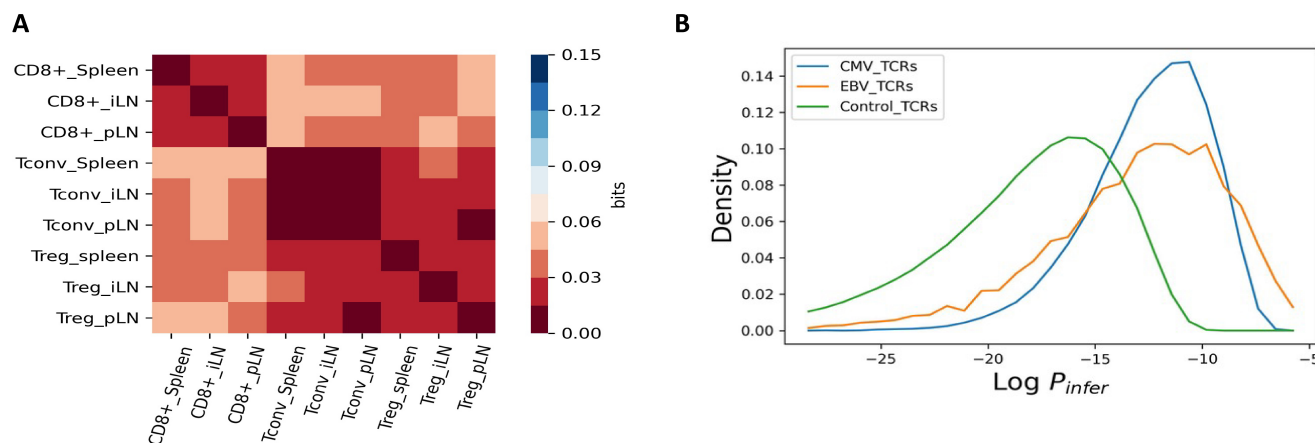 A
CD8+_Spleen
CD8+_iLN
CD8+_pLN
Tconv_Spleen
Tconv_iLN
Tconv_pLN
Treg_spleen
Treg_iLN
Treg_pLN
CD8+_Spleen
CD8+_iLN
CD8+_pLN
Tconv_Spleen
Tconv_iLN
Tconv_pLN
Treg_spleen
Treg_iLN
Treg_pLN
0.15
0.12
0.09
0.06
0.03
0.00
bits
B
CMV_TCRs
EBV_TCRs
Control_TCRs
Density
0.14
0.12
0.10
0.08
0.06
0.04
0.02
0.00
−25
−20
−15
−10
−5
Log P_infer